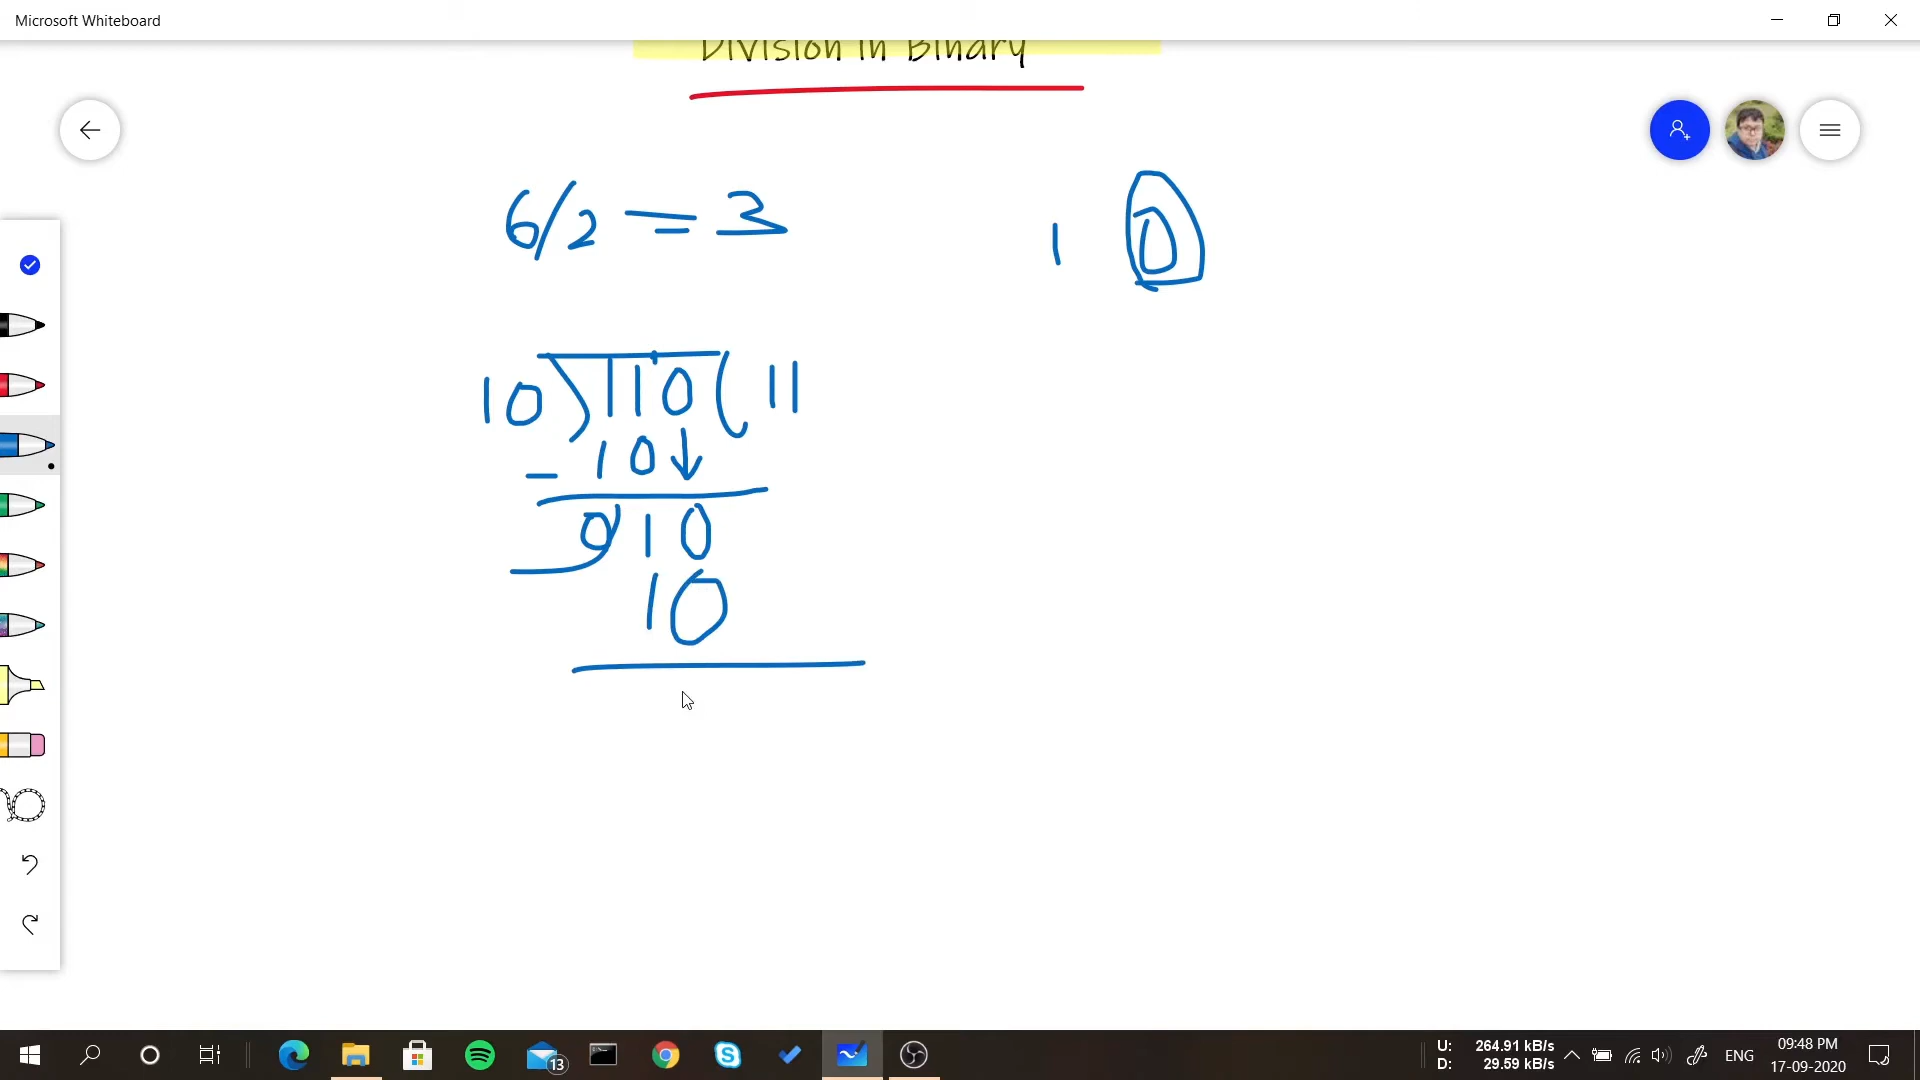 Microsoft Whiteboard
Division in Binary
6/2 = 3
1 0
10 ) 110 ( 11
- 10 ↓
010
10
13
U: 264.91 kB/s
D: 29.59 kB/s
ENG
09:48 PM
17-09-2020